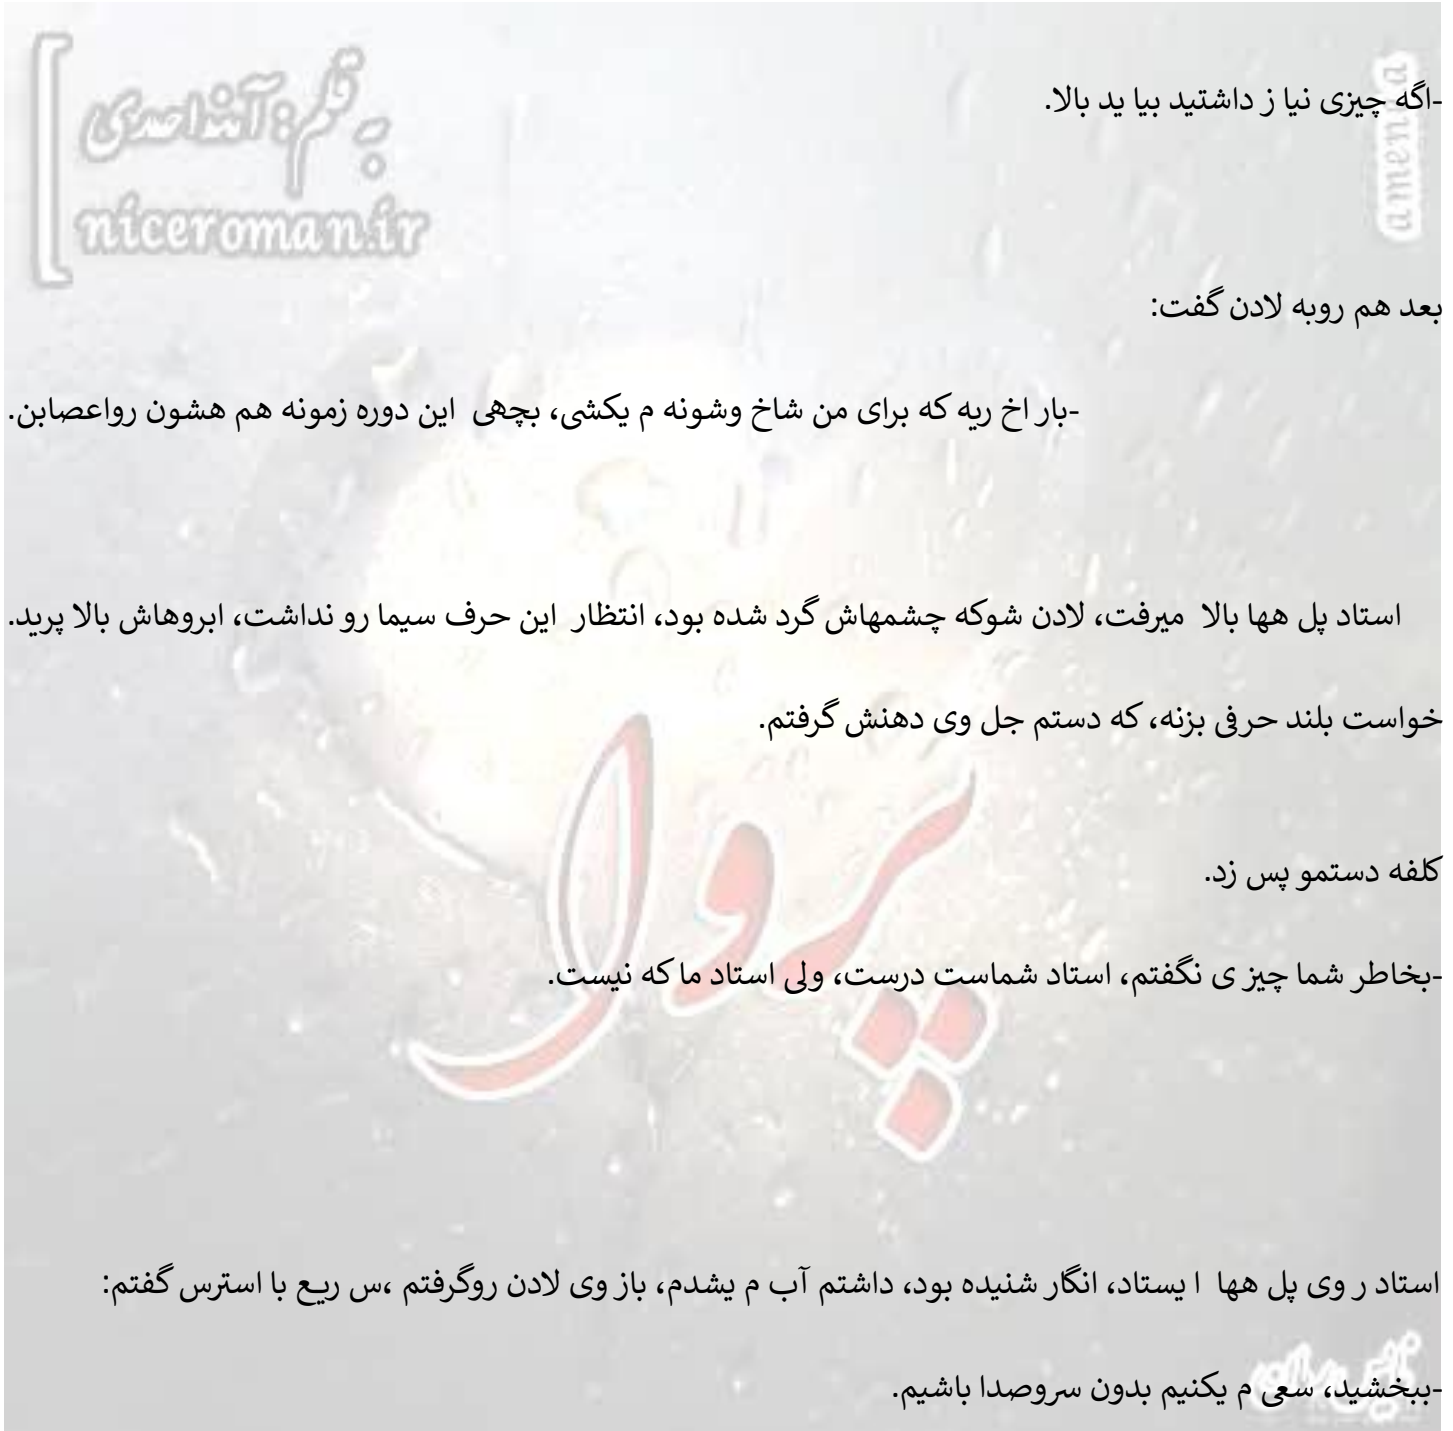 به قلم: آمنه احمدی
niceroman.ir
amenna
-اگه چیزی نیا ز داشتید بیا ید بالا.
بعد هم روبه لادن گفت:
-بار اخ ریه که برای من شاخ وشونه م یکشی، بچهی این دوره زمونه هم هشون رواعصابن.
استاد پل هها بالا میرفت، لادن شوکه چشمهاش گرد شده بود، انتظار این حرف سیما رو نداشت، ابروهاش بالا پرید.
خواست بلند حرفی بزنه، که دستم جل وی دهنش گرفتم.
کلفه دستمو پس زد.
-بخاطر شما چیز ی نگفتم، استاد شماست درست، ولی استاد ما که نیست.
پروا
استاد ر وی پل هها ا یستاد، انگار شنیده بود، داشتم آب م یشدم، باز وی لادن روگرفتم ،س ریع با استرس گفتم:
-ببخشید، سعی م یکنیم بدون سروصدا باشیم.